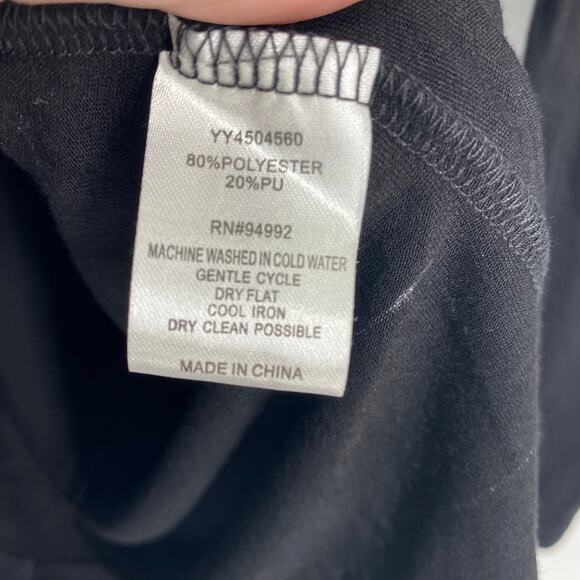 YY4504560
80%POLYESTER
20%PU
RN#94992
MACHINE WASHED IN COLD WATER
GENTLE CYCLE
DRY FLAT
COOL IRON
DRY CLEAN POSSIBLE
MADE IN CHINA